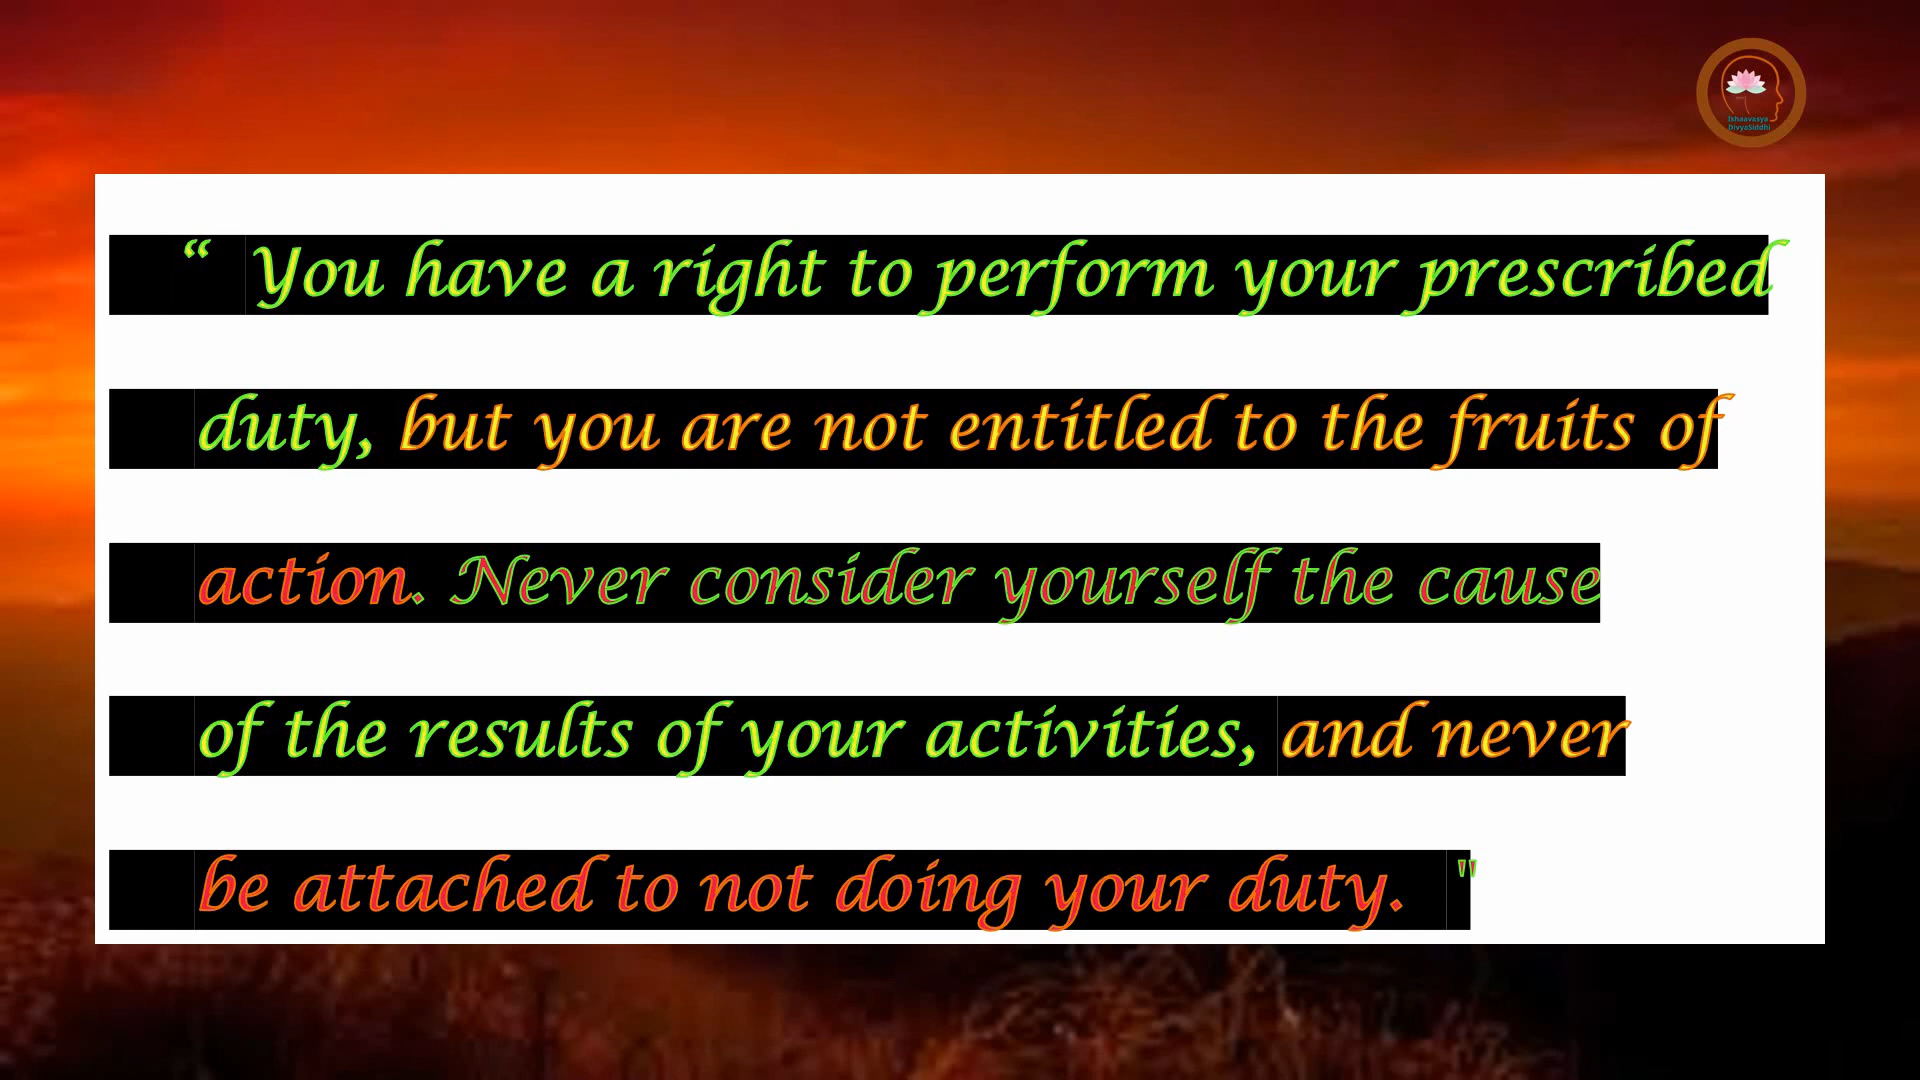 Ishaavasya
DivyaSiddhi
“ You have a right to perform your prescribed
duty, but you are not entitled to the fruits of
action. Never consider yourself the cause
of the results of your activities, and never
be attached to not doing your duty. "